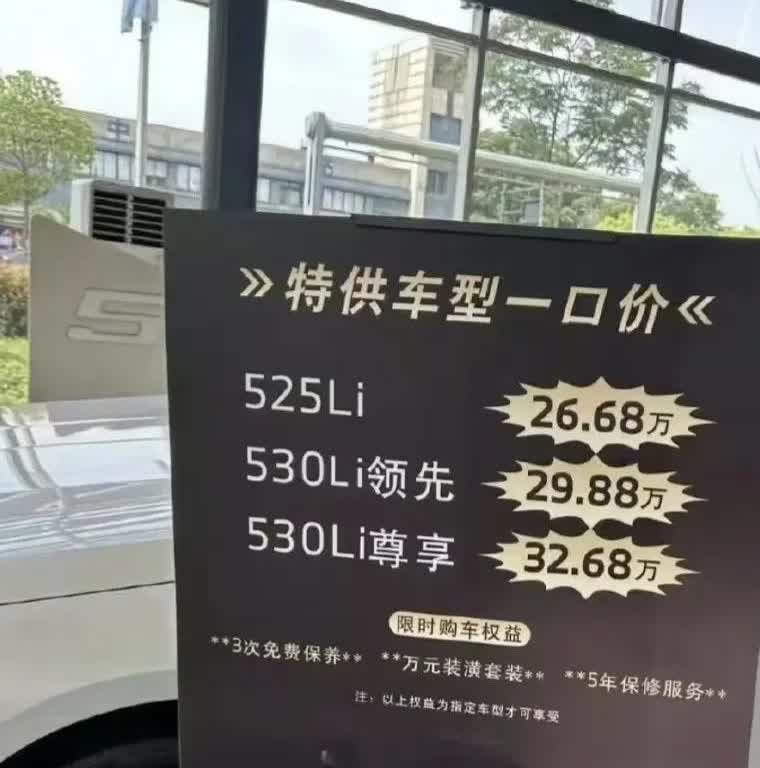 中
5
»特供车型一口价«
525Li 26.68万
530Li领先 29.88万
530Li尊享 32.68万
限时购车权益
**3次免费保养** **万元装潢套装** **5年保修服务**
注：以上权益为指定车型才可享受